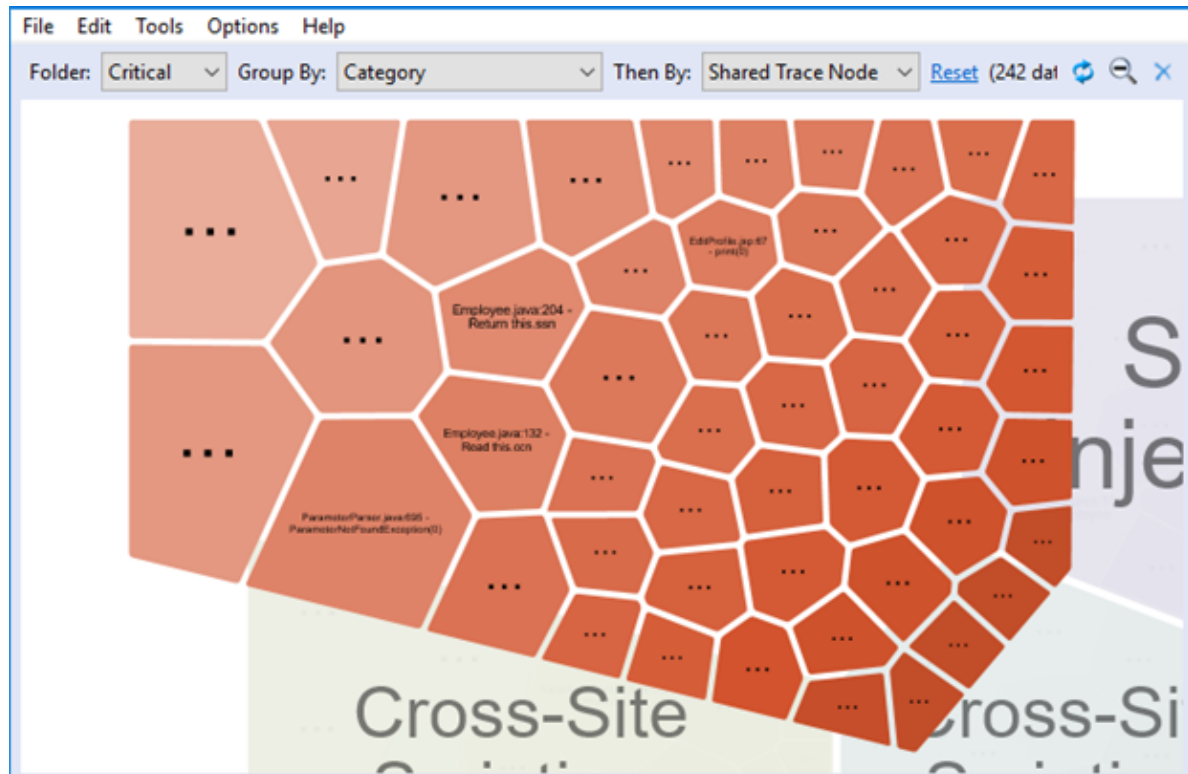 File Edit Tools Options Help
Folder: Critical Group By: Category Then By: Shared Trace Node Reset (242 dat
EditProfile.jsp:67
- print(0)
Employee.java:204 -
Return this.ssn
Employee.java:132 -
Read this.ccn
ParameterParser.java:695 -
ParameterNotFoundException(0)
S
nje
Cross-Site
Cross-Si